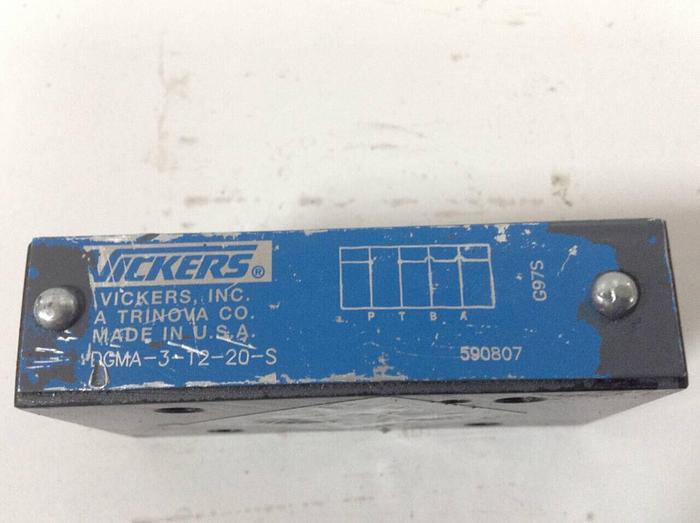 VICKERS®
VICKERS, INC.
A TRINOVA CO.
MADE IN U.S.A.
DGMA-3-T2-20-S
P T B A
590807
G97S